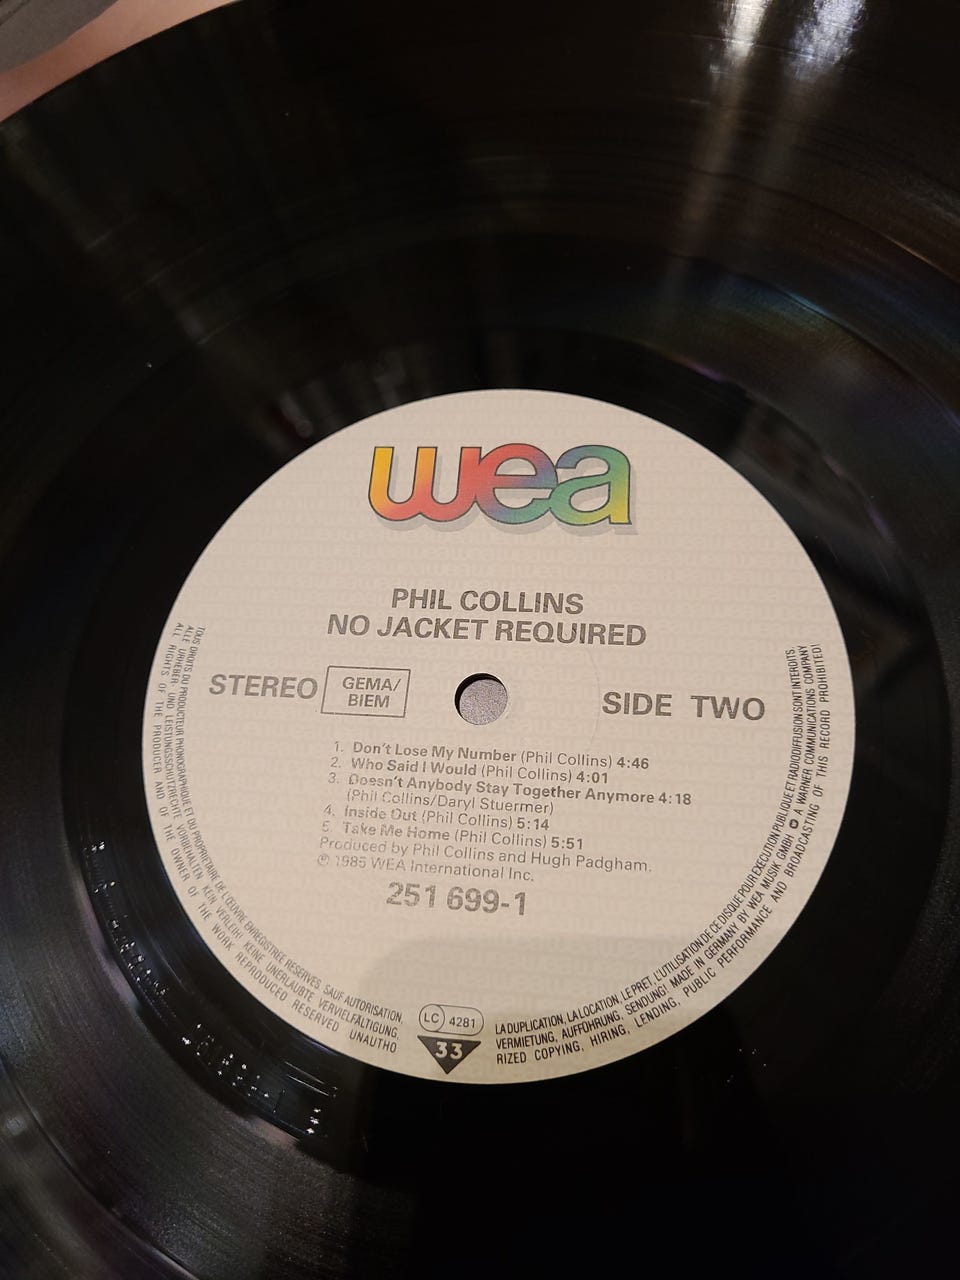 wea
PHIL COLLINS
NO JACKET REQUIRED
STEREO
GEMA/
BIEM
SIDE TWO
1. Don't Lose My Number (Phil Collins) 4:46
2. Who Said I Would (Phil Collins) 4:01
3. Doesn't Anybody Stay Together Anymore 4:18
(Phil Collins/Daryl Stuermer)
4. Inside Out (Phil Collins) 5:14
5. Take Me Home (Phil Collins) 5:51
Produced by Phil Collins and Hugh Padgham.
℗ 1985 WEA International Inc.
251 699-1
LC 4281
33
TOUS DROITS DU PRODUCTEUR PHONOGRAPHIQUE ET DU PROPRIETAIRE DE L'ŒUVRE ENREGISTREE RESERVES. SAUF AUTORISATION,
LA DUPLICATION, LA LOCATION, LE PRET, L'UTILISATION DE CE DISQUE POUR EXECUTION PUBLIQUE ET RADIODIFFUSION SONT INTERDITS.
ALLE URHEBER- UND LEISTUNGSSCHUTZRECHTE VORBEHALTEN. KEIN VERLEIH! KEINE UNERLAUBTE VERVIELFÄLTIGUNG,
VERMIETUNG, AUFFÜHRUNG, SENDUNG! MADE IN GERMANY BY WEA MUSIK GMBH A WARNER COMMUNICATIONS COMPANY
ALL RIGHTS OF THE PRODUCER AND OF THE OWNER OF THE WORK REPRODUCED RESERVED UNAUTHO
RIZED COPYING, HIRING, LENDING, PUBLIC PERFORMANCE AND BROADCASTING OF THIS RECORD PROHIBITED!